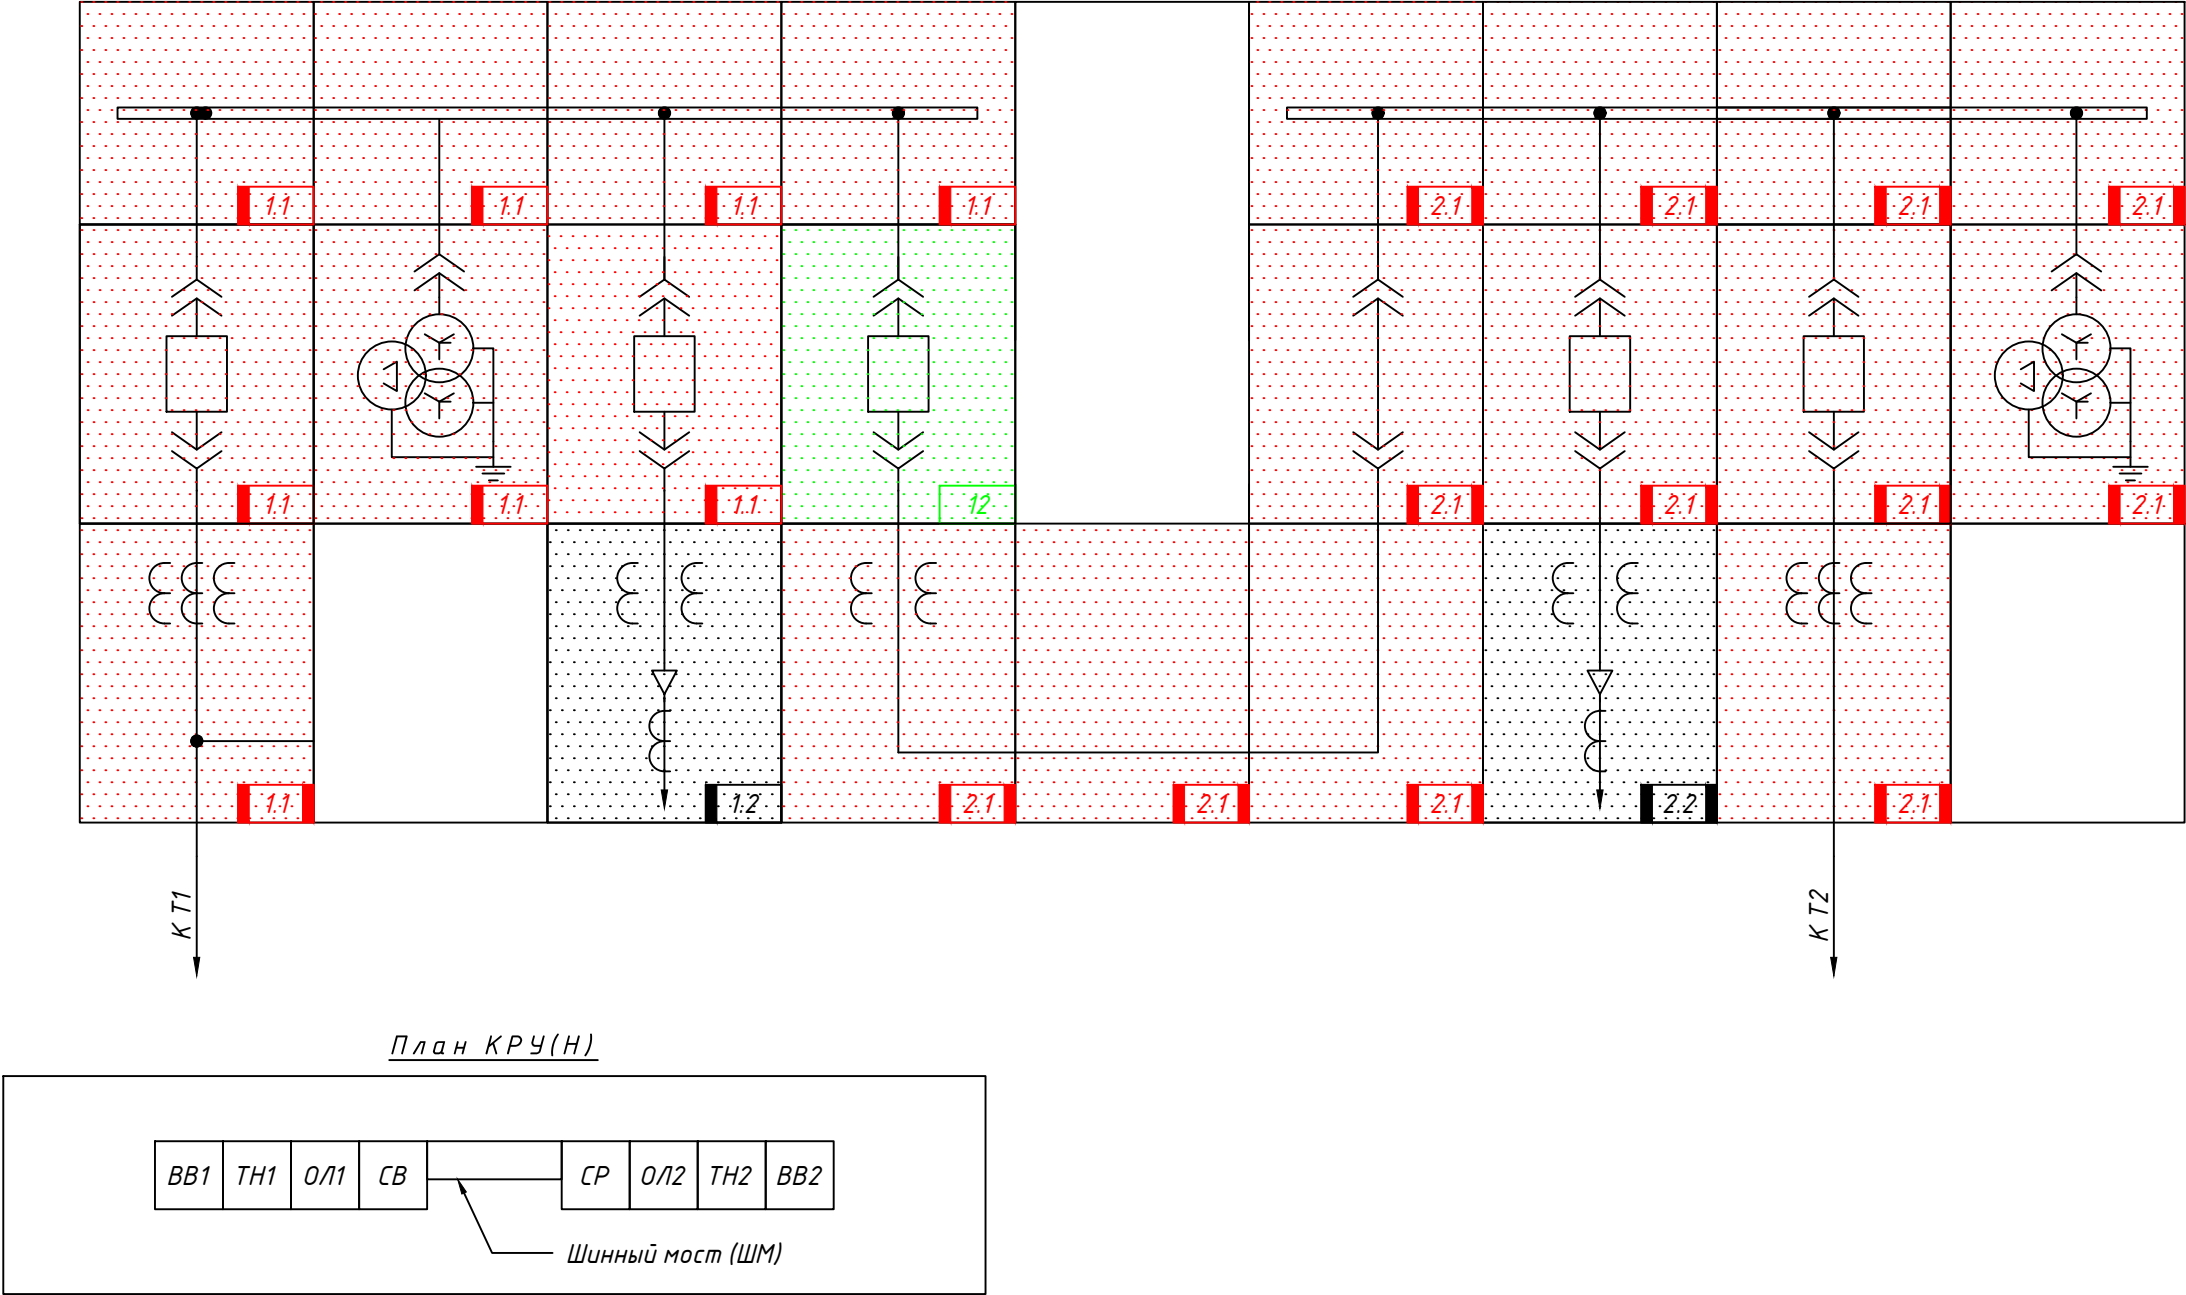 1.1 1.1 1.1 1.1 2.1 2.1 2.1 2.1
1.1 1.1 1.1 12 2.1 2.1 2.1 2.1
1.1 1.2 2.1 2.1 2.1 2.2 2.1
К Т1
К Т2
План КРУ(Н)
ВВ1 ТН1 ОЛ1 СВ СР ОЛ2 ТН2 ВВ2
Шинный мост (ШМ)